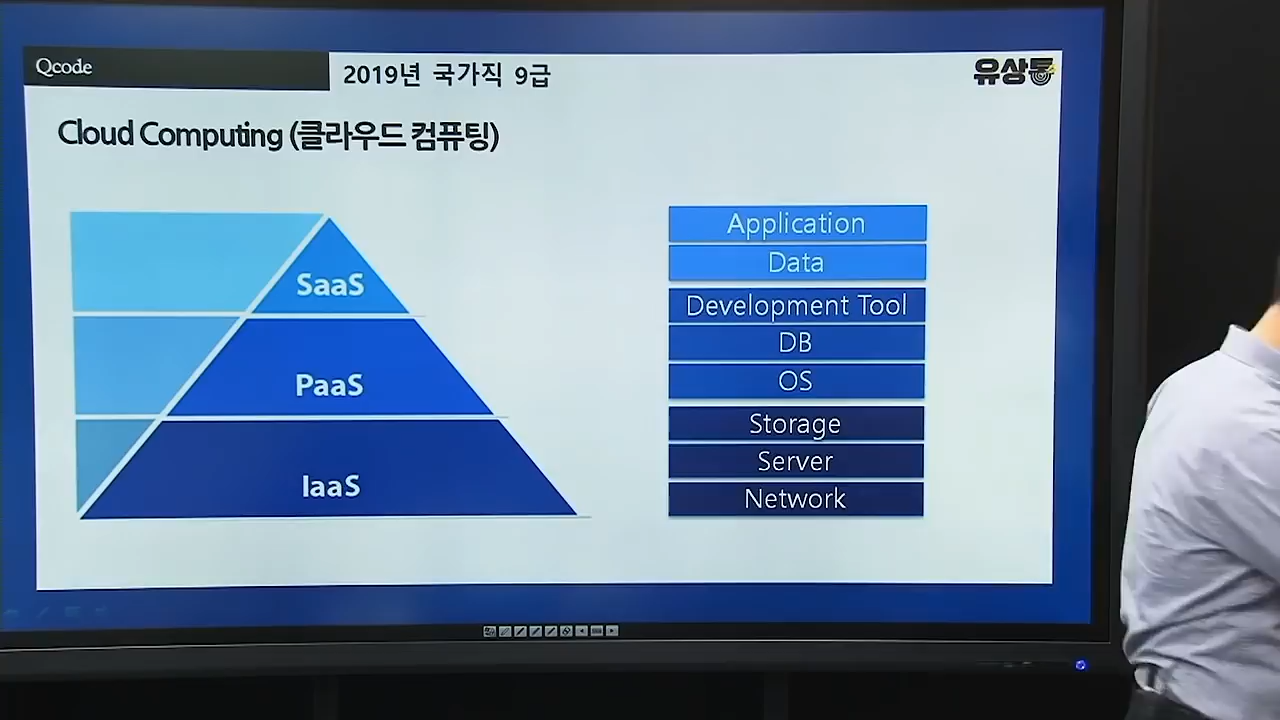 Qcode
2019년 국가직 9급
유상통
Cloud Computing (클라우드 컴퓨팅)
SaaS
PaaS
IaaS
Application
Data
Development Tool
DB
OS
Storage
Server
Network